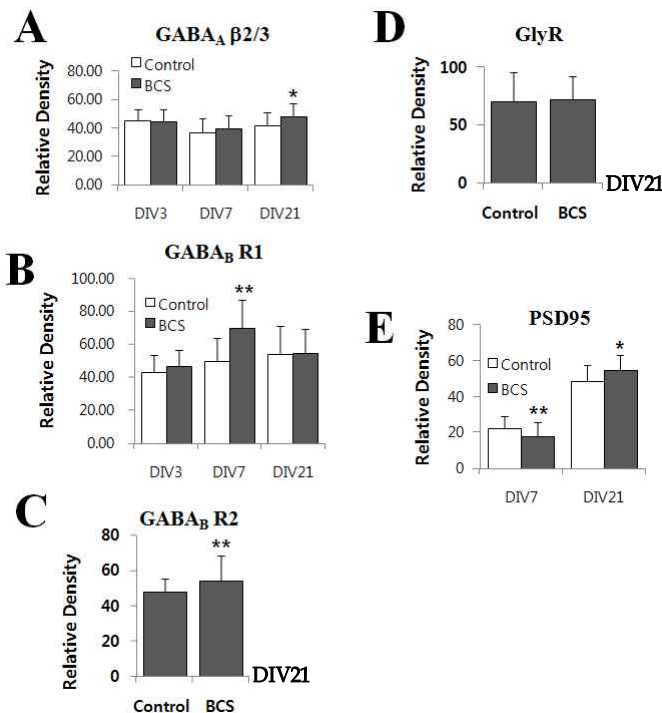 A
GABAA β2/3
Relative Density
80.00
60.00
40.00
20.00
0.00
Control
BCS
*
DIV3 DIV7 DIV21
B
GABAB R1
Relative Density
100.00
80.00
60.00
40.00
20.00
0.00
Control
BCS
**
DIV3 DIV7 DIV21
C
GABAB R2
Relative Density
80
60
40
20
0
**
Control BCS
DIV21
D
GlyR
Relative Density
100
50
0
Control BCS
DIV21
E
PSD95
Relative Density
80
60
40
20
0
Control
BCS
**
*
DIV7 DIV21